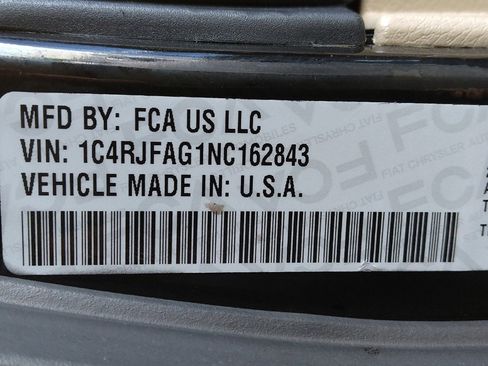 MFD BY: FCA US LLC
VIN: 1C4RJFAG1NC162843
VEHICLE MADE IN: U.S.A.